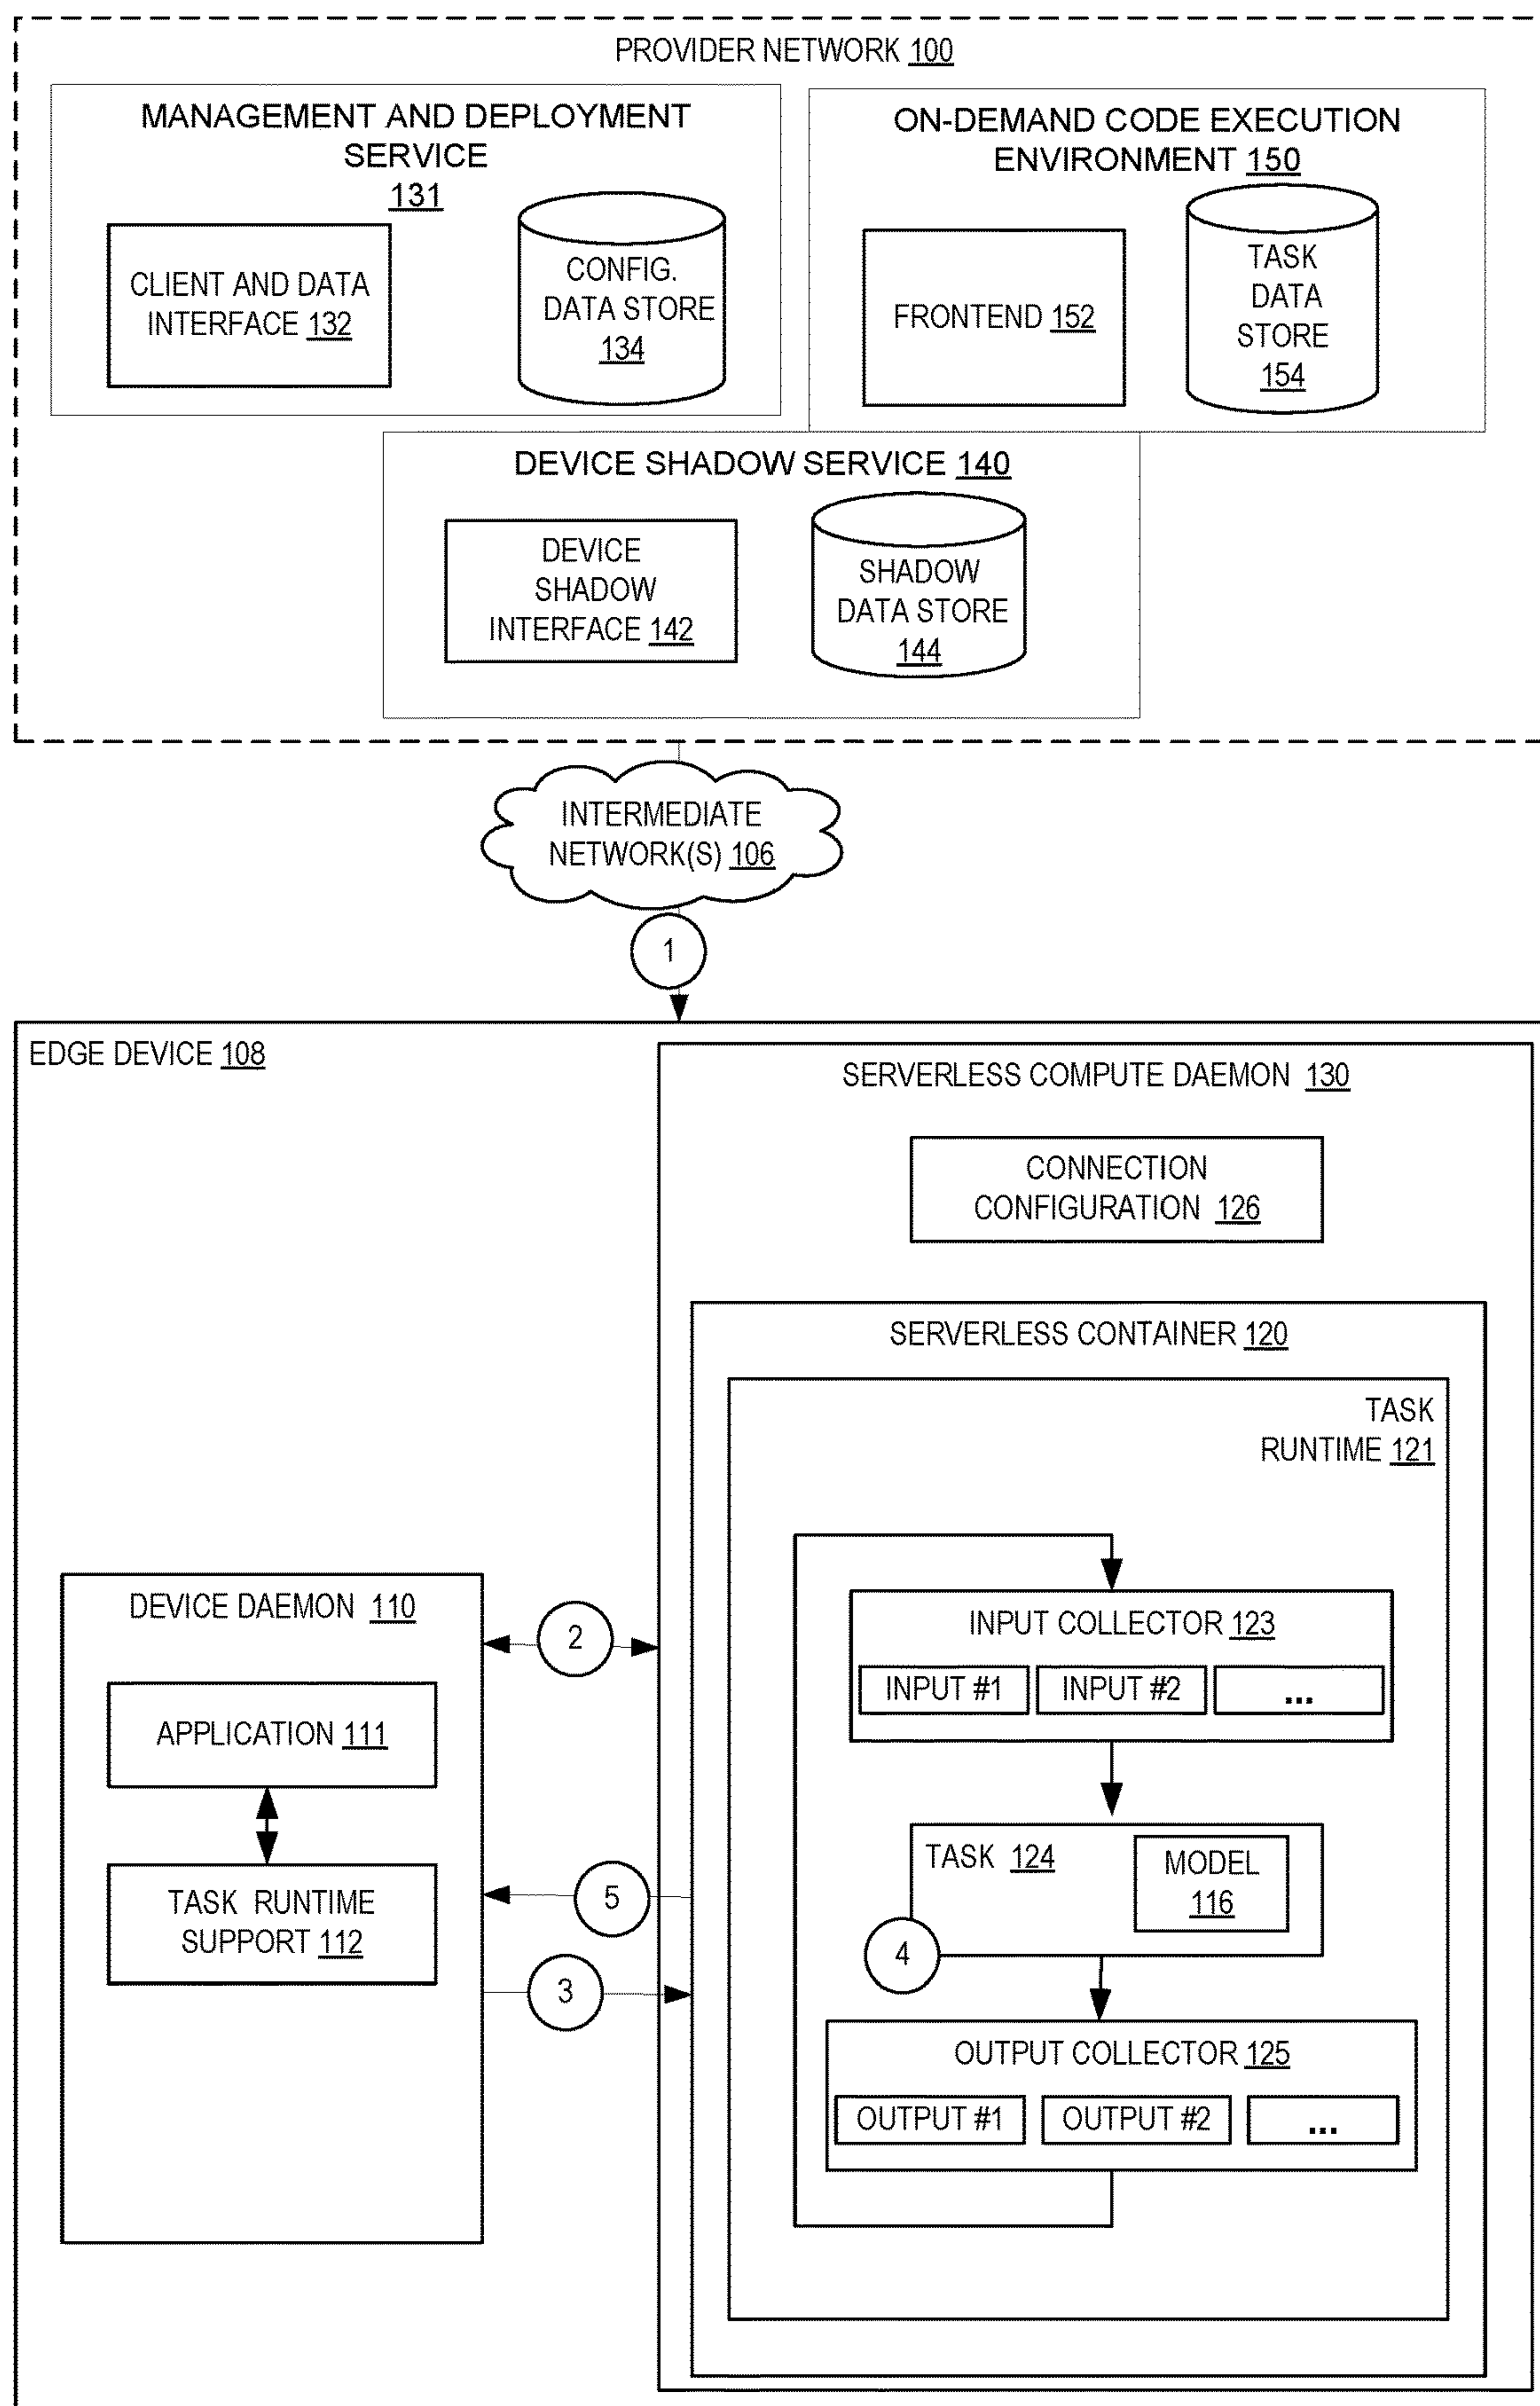 PROVIDER NETWORK 100
MANAGEMENT AND DEPLOYMENT
SERVICE
131
CLIENT AND DATA
INTERFACE 132
CONFIG.
DATA STORE
134
ON-DEMAND CODE EXECUTION
ENVIRONMENT 150
FRONTEND 152
TASK
DATA
STORE
154
DEVICE SHADOW SERVICE 140
DEVICE
SHADOW
INTERFACE 142
SHADOW
DATA STORE
144
INTERMEDIATE
NETWORK(S) 106
1
EDGE DEVICE 108
SERVERLESS COMPUTE DAEMON 130
CONNECTION
CONFIGURATION 126
SERVERLESS CONTAINER 120
TASK
RUNTIME 121
DEVICE DAEMON 110
APPLICATION 111
TASK RUNTIME
SUPPORT 112
2
5
3
INPUT COLLECTOR 123
INPUT #1
INPUT #2
...
TASK 124
MODEL
116
4
OUTPUT COLLECTOR 125
OUTPUT #1
OUTPUT #2
...